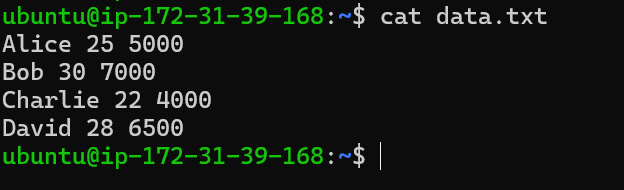 ubuntu@ip-172-31-39-168:~$ cat data.txt
Alice 25 5000
Bob 30 7000
Charlie 22 4000
David 28 6500
ubuntu@ip-172-31-39-168:~$